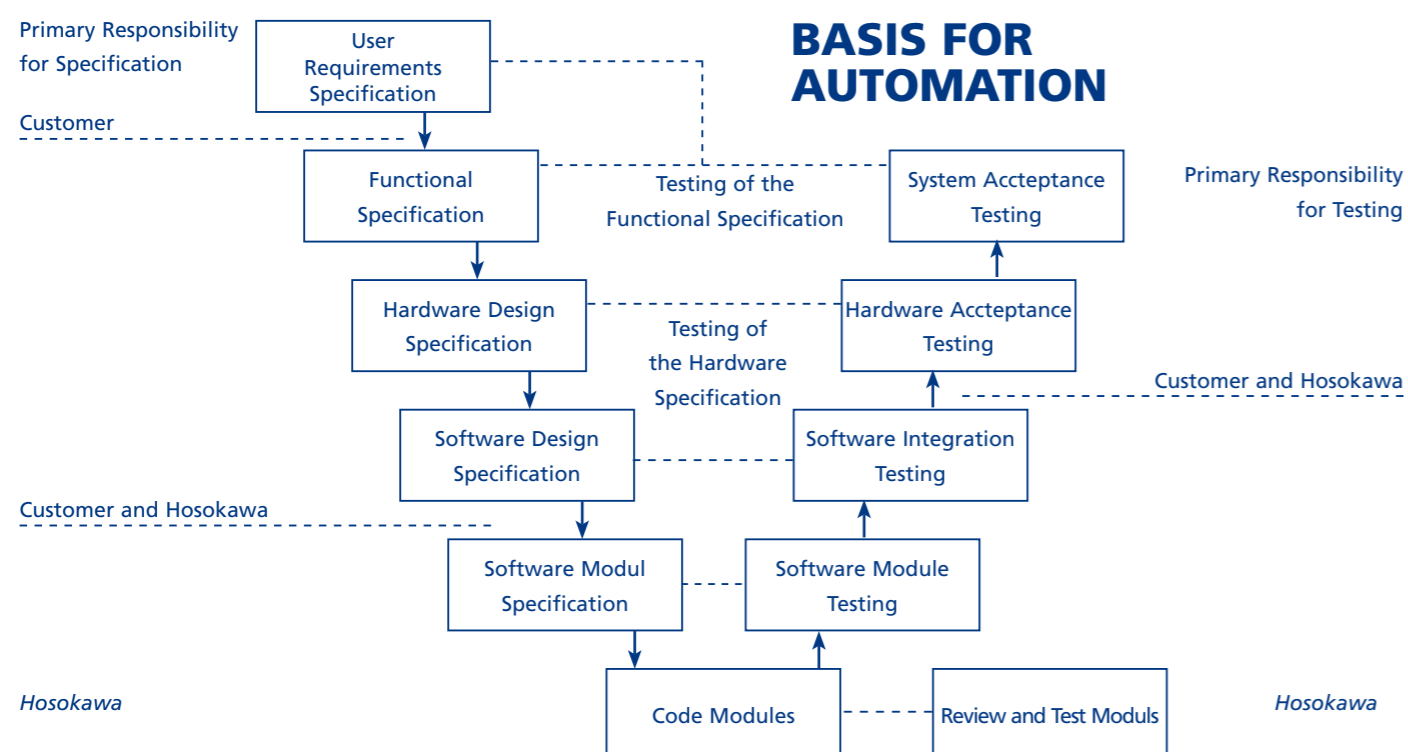 Primary Responsibility
for Specification
User
Requirements
Specification
BASIS FOR
AUTOMATION
Customer
Functional
Specification
Testing of the
Functional Specification
System Accteptance
Testing
Primary Responsibility
for Testing
Hardware Design
Specification
Testing of
the Hardware
Specification
Hardware Accteptance
Testing
Customer and Hosokawa
Software Design
Specification
Software Integration
Testing
Customer and Hosokawa
Software Modul
Specification
Software Module
Testing
Hosokawa
Code Modules
Review and Test Moduls
Hosokawa